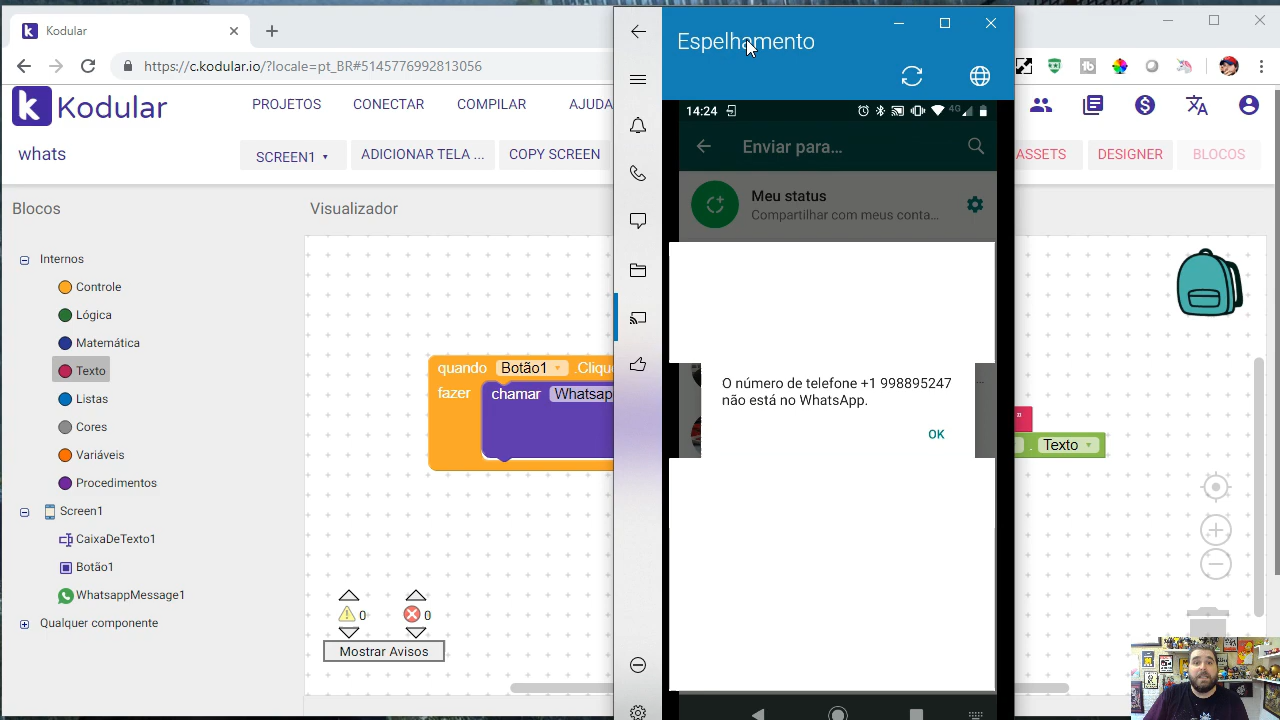 Kodular
https://c.kodular.io/?locale=pt_BR#5145776992813056
Kodular
PROJETOS
CONECTAR
COMPILAR
AJUDA
whats
SCREEN1
ADICIONAR TELA ...
COPY SCREEN
ASSETS
DESIGNER
BLOCOS
Blocos
Visualizador
Internos
Controle
Lógica
Matemática
Texto
Listas
Cores
Variáveis
Procedimentos
Screen1
CaixaDeTexto1
Botão1
WhatsappMessage1
Qualquer componente
quando Botão1 .Clique
fazer chamar Whatsap
. Texto
0
0
Mostrar Avisos
Espelhamento
14:24
4G
Enviar para...
Meu status
Compartilhar com meus conta...
O número de telefone +1 998895247
não está no WhatsApp.
OK